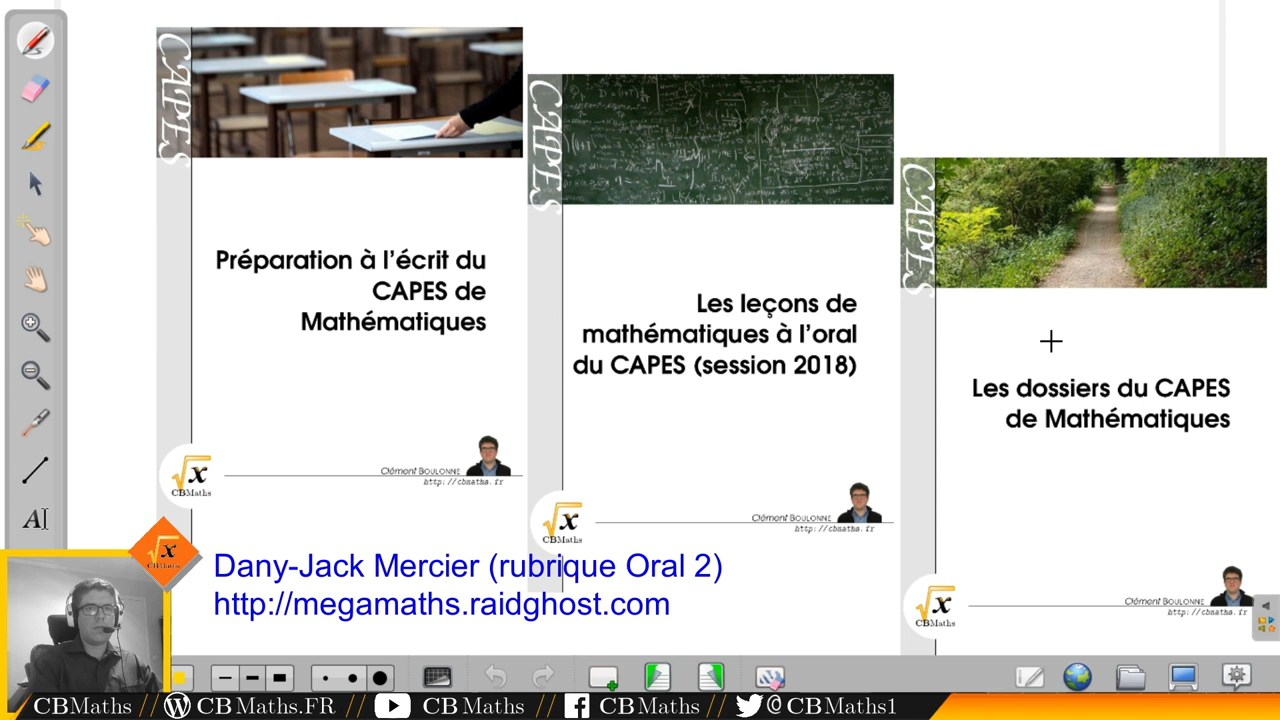 CAPES
Préparation à l'écrit du
CAPES de
Mathématiques
Clément BOULONNE
http://cbmaths.fr
x
CBMaths
CAPES
Les leçons de
mathématiques à l'oral
du CAPES (session 2018)
Clément BOULONNE
http://cbmaths.fr
x
CBMaths
CAPES
Les dossiers du CAPES
de Mathématiques
Clément BOULONNE
http://cbmaths.fr
x
CBMaths
AI
x
CBMaths
Dany-Jack Mercier (rubrique Oral 2)
http://megamaths.raidghost.com
// CBMaths // CBMaths.FR // CBMaths // CBMaths // @CBMaths1